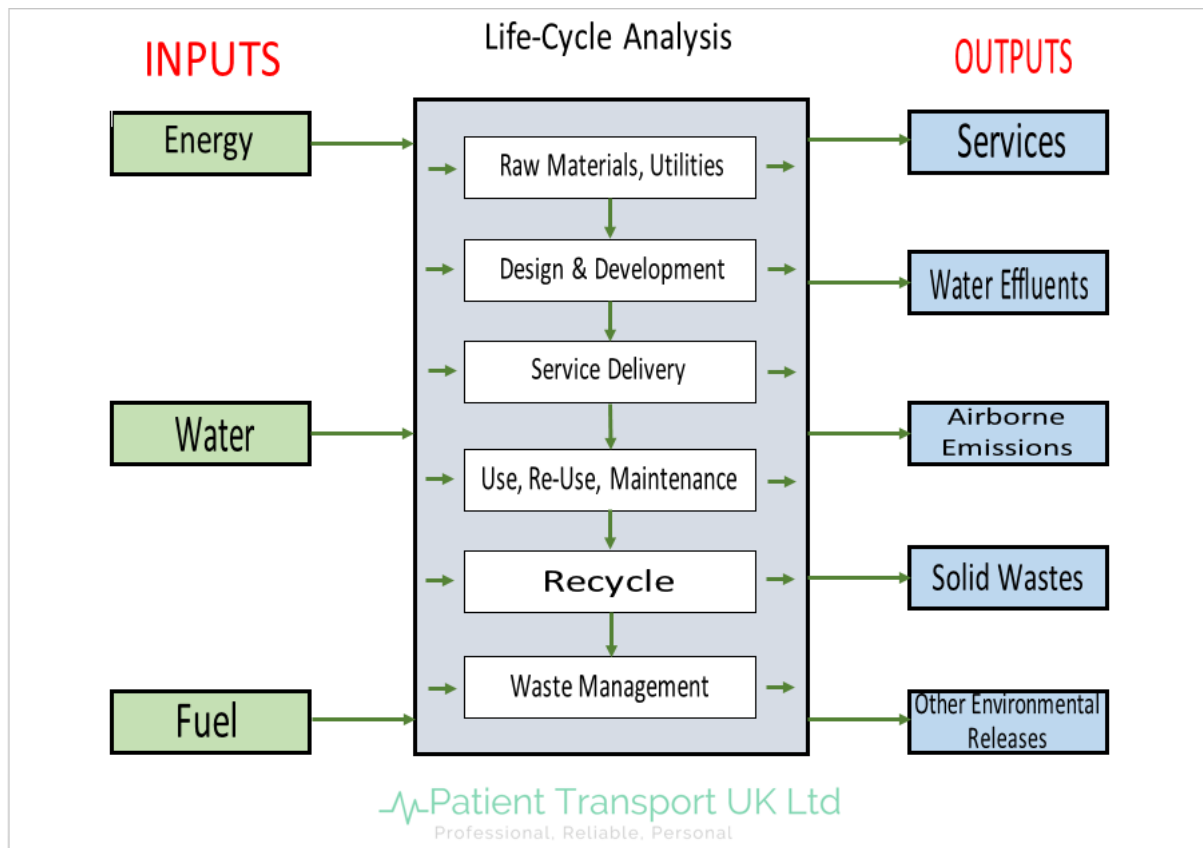 Life-Cycle Analysis
INPUTS
OUTPUTS
Energy
Water
Fuel
Raw Materials, Utilities
Design & Development
Service Delivery
Use, Re-Use, Maintenance
Recycle
Waste Management
Services
Water Effluents
Airborne
Emissions
Solid Wastes
Other Environmental
Releases
Patient Transport UK Ltd
Professional, Reliable, Personal